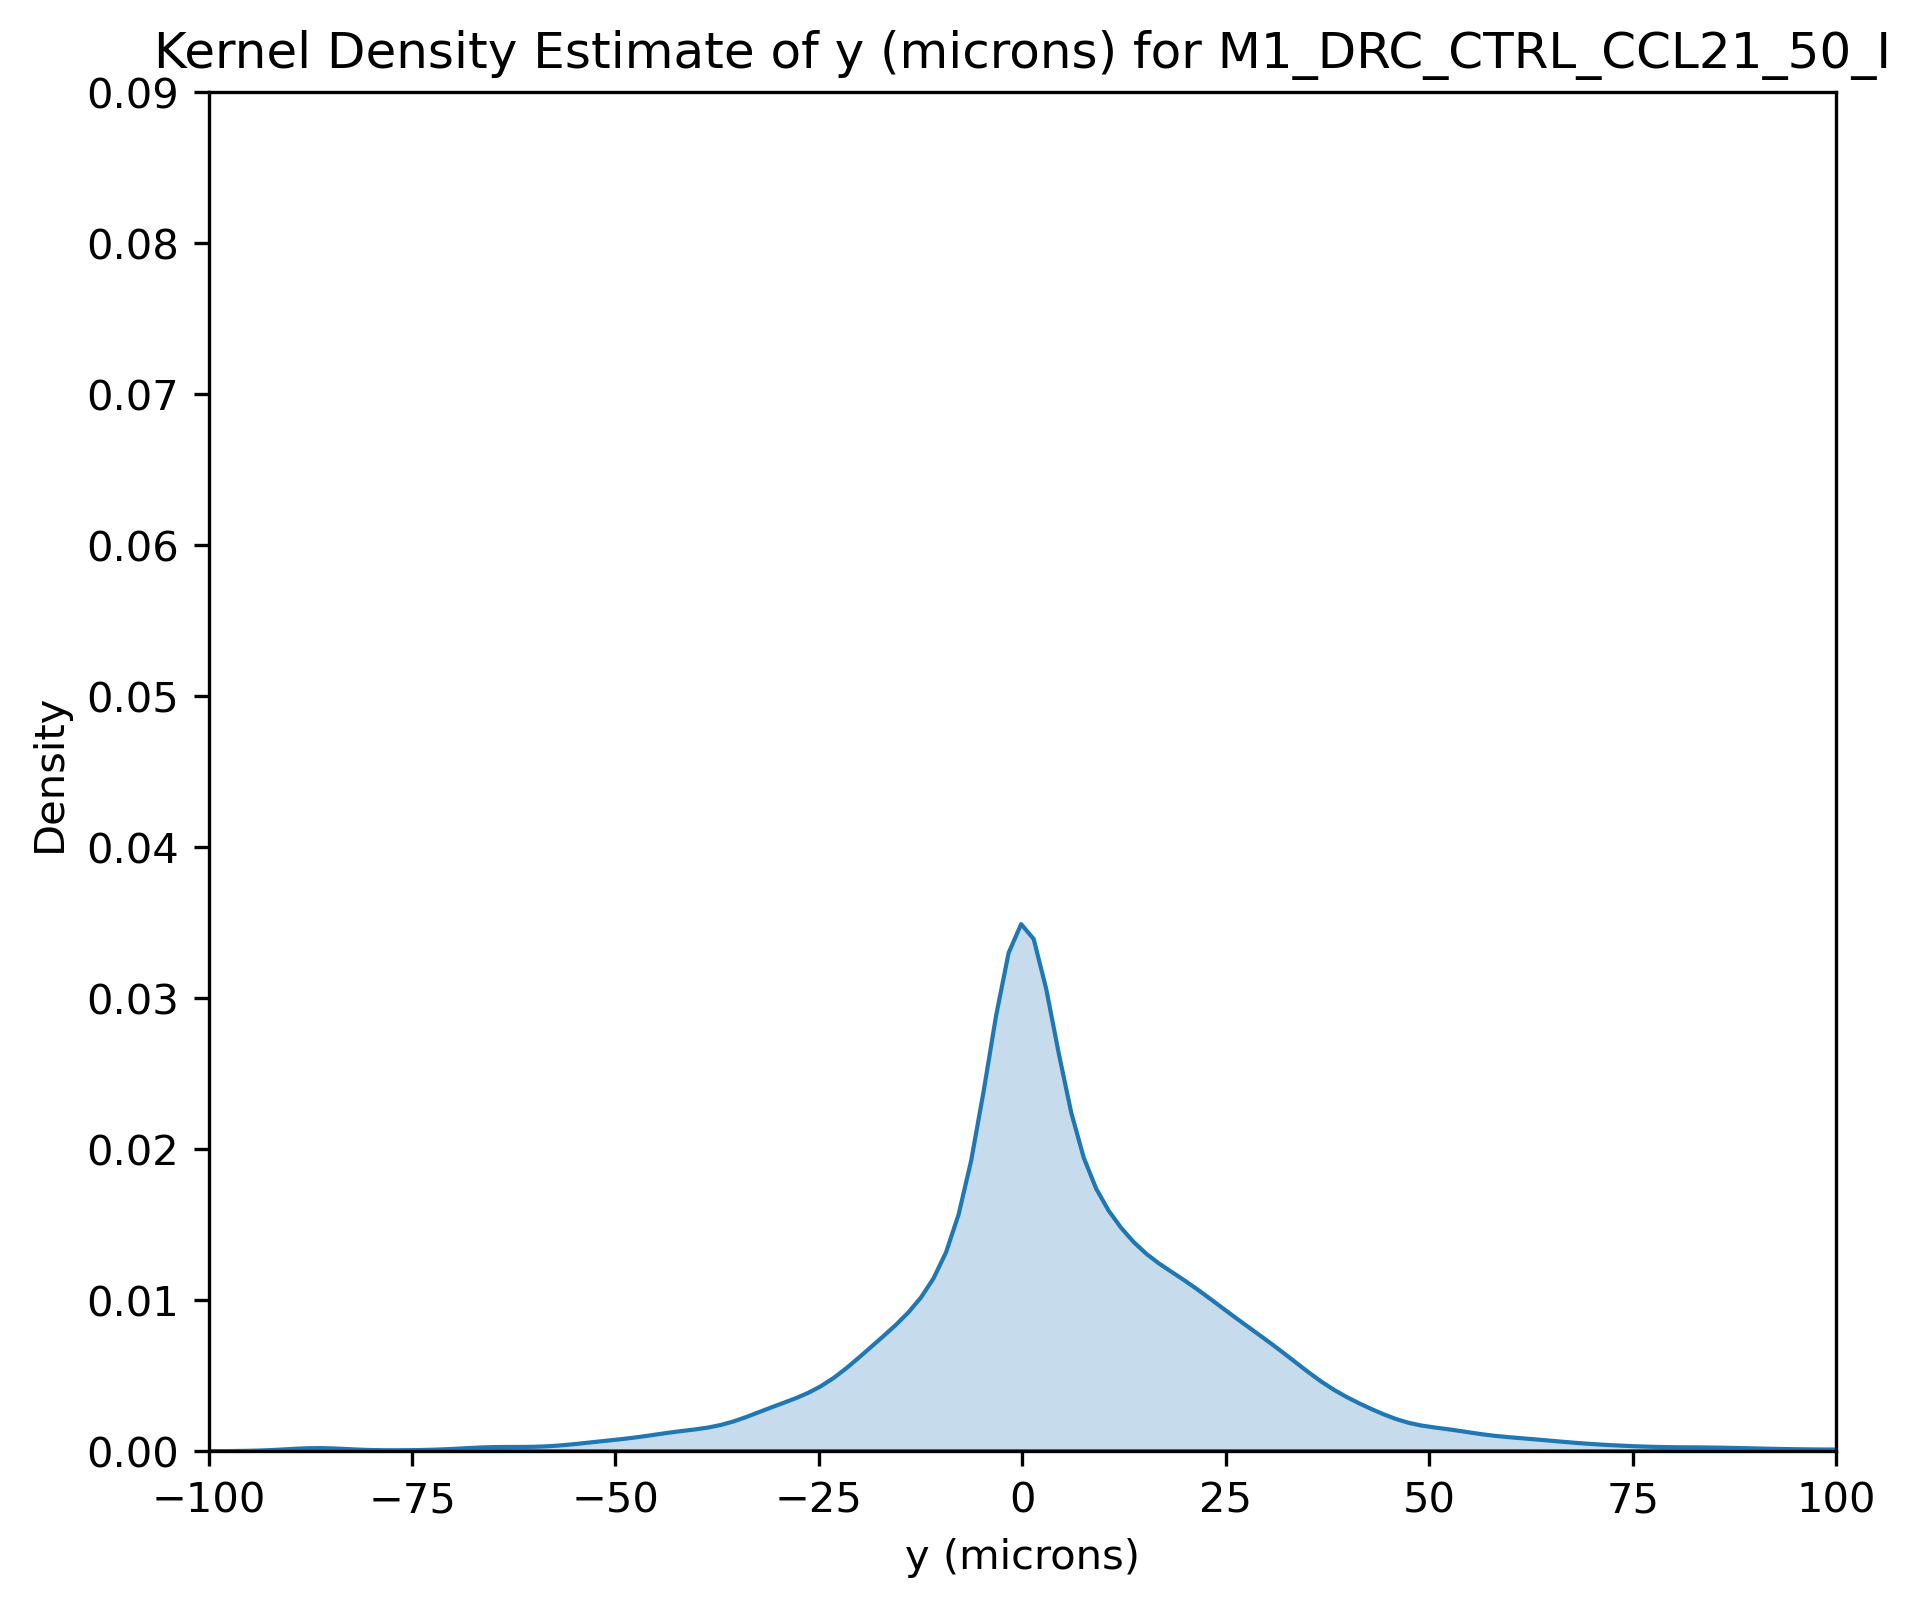 Kernel Density Estimate of y (microns) for M1_DRC_CTRL_CCL21_50_I
0.09
0.08
0.07
0.06
0.05
0.04
0.03
0.02
0.01
0.00
Density
−100 −75 −50 −25 0 25 50 75 100
y (microns)